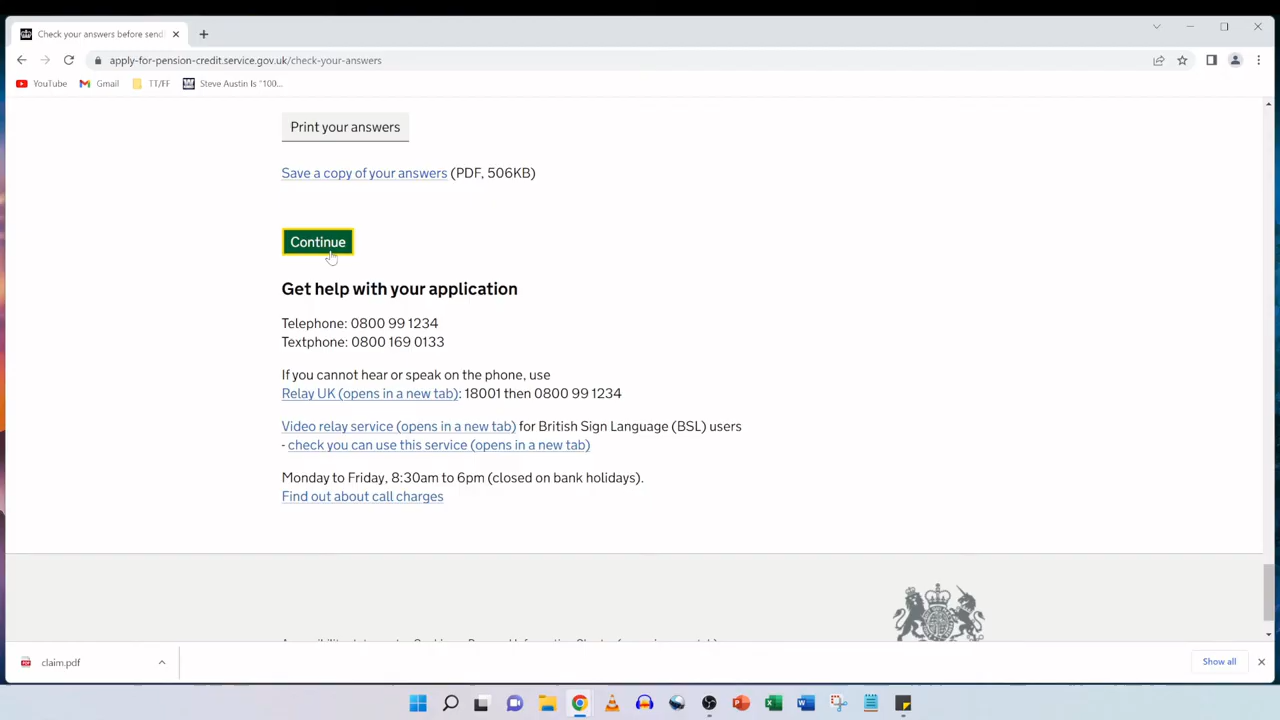 Check your answers before send
apply-for-pension-credit.service.gov.uk/check-your-answers
YouTube
Gmail
TT/FF
Steve Austin Is "100...
Print your answers
Save a copy of your answers (PDF, 506KB)
Continue
Get help with your application
Telephone: 0800 99 1234
Textphone: 0800 169 0133
If you cannot hear or speak on the phone, use
Relay UK (opens in a new tab): 18001 then 0800 99 1234
Video relay service (opens in a new tab) for British Sign Language (BSL) users
- check you can use this service (opens in a new tab)
Monday to Friday, 8:30am to 6pm (closed on bank holidays).
Find out about call charges
claim.pdf
Show all